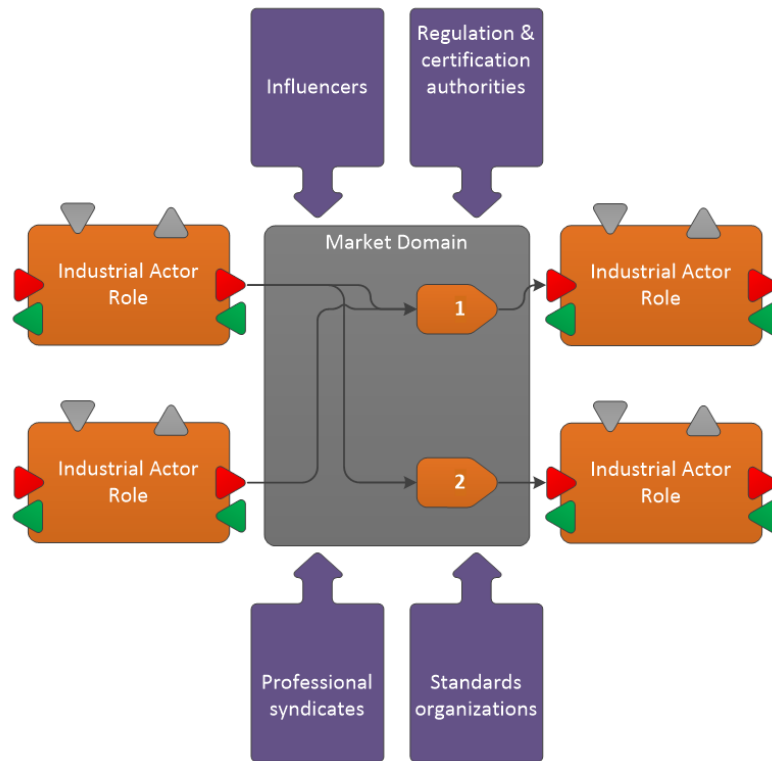 Influencers
Regulation &
certification
authorities
Industrial Actor
Role
Market Domain
1
Industrial Actor
Role
Industrial Actor
Role
2
Industrial Actor
Role
Professional
syndicates
Standards
organizations